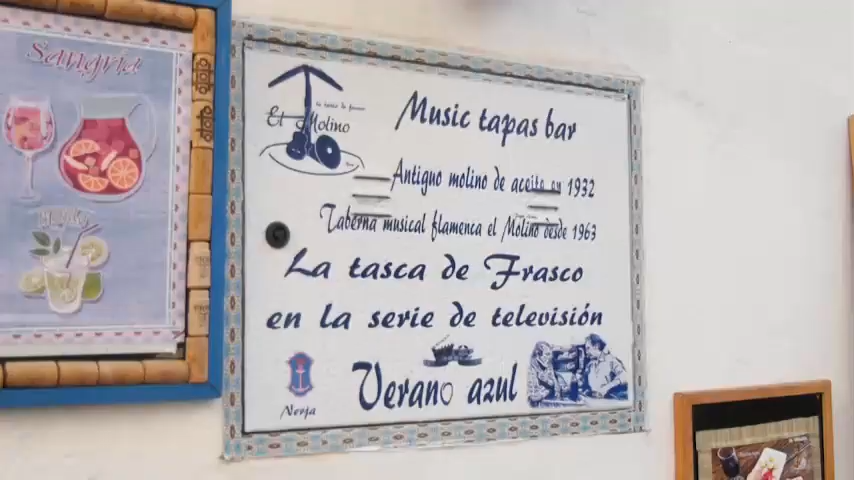 Sangría
El Molino
Music tapas bar
Antiguo molino de aceite en 1932
Taberna musical flamenca el Molino desde 1963
La tasca de Frasco
en la serie de televisión
Verano azul
Nerja